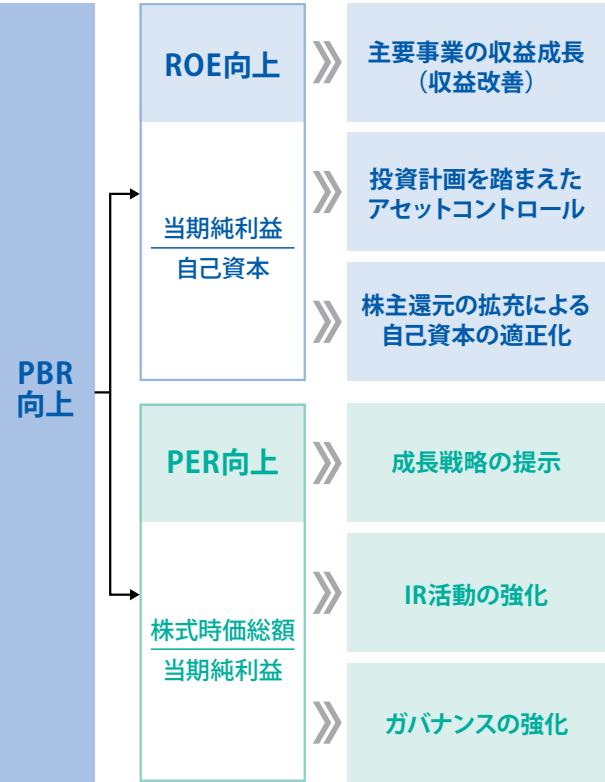 PBR
向上
ROE向上
当期純利益
自己資本
主要事業の収益成長
（収益改善）
投資計画を踏まえた
アセットコントロール
株主還元の拡充による
自己資本の適正化
PER向上
株式時価総額
当期純利益
成長戦略の提示
IR活動の強化
ガバナンスの強化